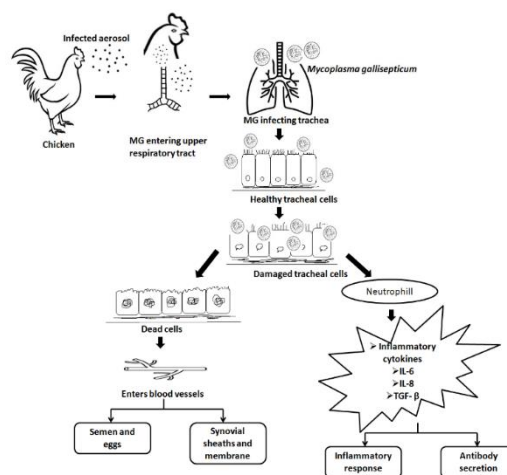 Infected aerosol
Mycoplasma gallisepticum
Chicken
MG entering upper
respiratory tract
MG infecting trachea
Healthy tracheal cells
Damaged tracheal cells
Dead cells
Neutrophill
Enters blood vessels
Inflammatory
cytokines
IL-6
IL-8
TGF- β
Semen and
eggs
Synovial
sheaths and
membrane
Inflammatory
response
Antibody
secretion